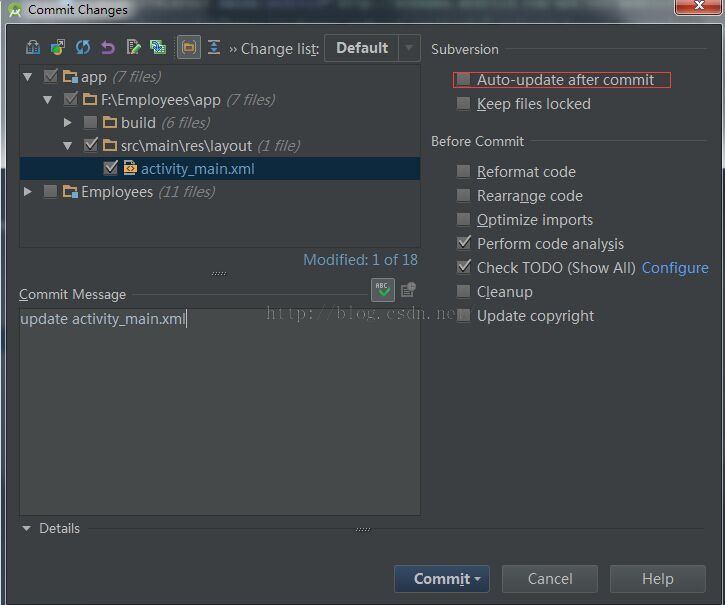 Commit Changes
» Change list: Default
app (7 files)
F:\Employees\app (7 files)
build (6 files)
src\main\res\layout (1 file)
activity_main.xml
Employees (11 files)
Modified: 1 of 18
Commit Message
ABC
update activity_main.xml
Subversion
Auto-update after commit
Keep files locked
Before Commit
Reformat code
Rearrange code
Optimize imports
Perform code analysis
Check TODO (Show All) Configure
Cleanup
http://blog.csdn.net/
Update copyright
Details
Commit
Cancel
Help